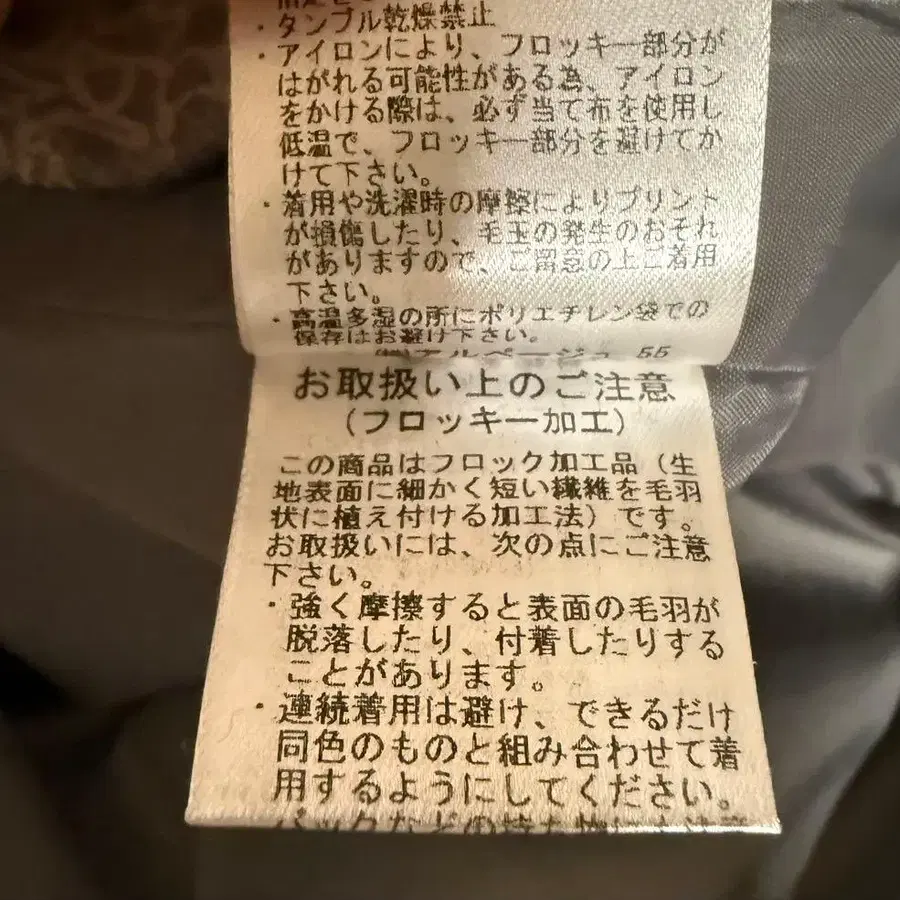 ・タンブル乾燥禁止
・アイロンにより、フロッキー部分が
はがれる可能性がある為、アイロン
をかける際は、必ず当て布を使用し
低温で、フロッキー部分を避けてか
けて下さい。
・着用や洗濯時の摩擦によりプリント
が損傷したり、毛玉の発生のおそれ
がありますので、ご留意の上ご着用
下さい。
・高温多湿の所にポリエチレン袋での
保存はお避け下さい。
㈱エルページュ 55
お取扱い上のご注意
(フロッキー加工)
この商品はフロック加工品（生
地表面に細かく短い繊維を毛羽
状に植え付ける加工法）です。
お取扱いには、次の点にご注意
下さい。
・強く摩擦すると表面の毛羽が
脱落したり、付着したりする
ことがあります。
・連続着用は避け、できるだけ
同色のものと組み合わせて着
用するようにしてください。